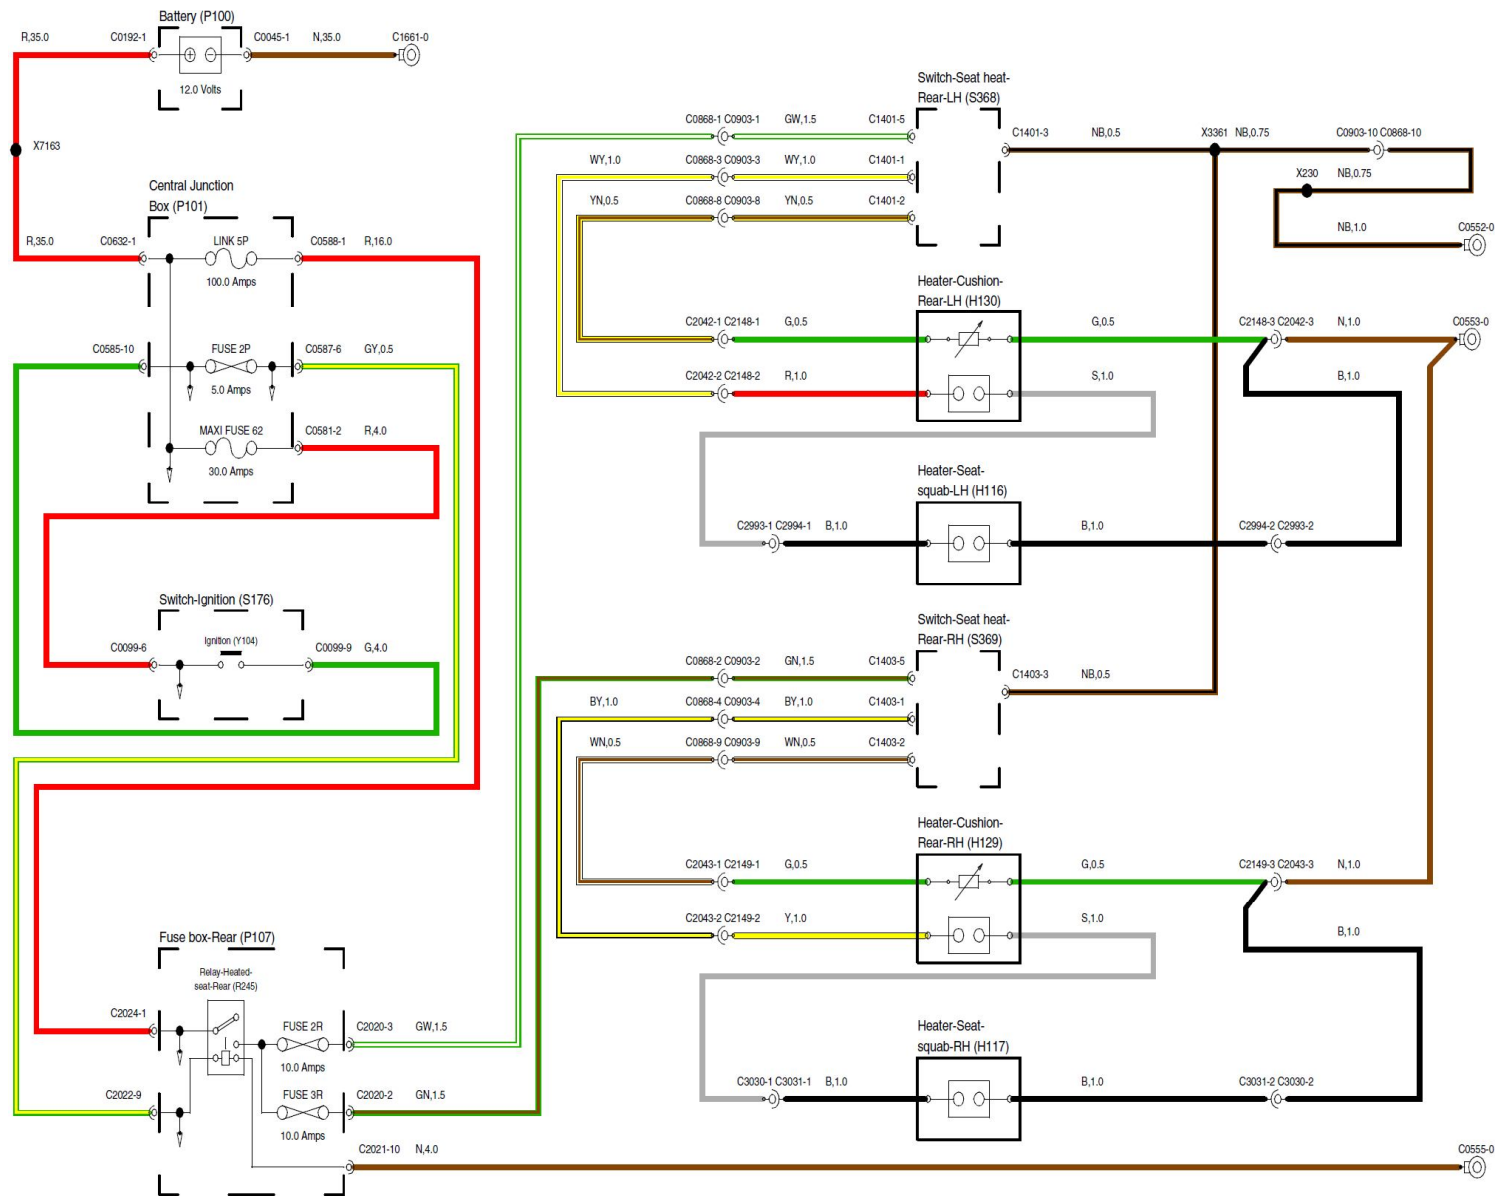 Battery (P100)
R,35.0 C0192-1 C0045-1 N,35.0 C1661-0
12.0 Volts
X7163
Central Junction
Box (P101)
R,35.0 C0632-1 LINK 5P C0588-1 R,16.0
100.0 Amps
C0585-10 FUSE 2P C0587-6 GY,0.5
5.0 Amps
MAXI FUSE 62 C0581-2 R,4.0
30.0 Amps
Switch-Ignition (S176)
Ignition (Y104)
C0099-6 C0099-9 G,4.0
Fuse box-Rear (P107)
Relay-Heated-
seat-Rear (R245)
C2024-1 FUSE 2R C2020-3 GW,1.5
10.0 Amps
C2022-9 FUSE 3R C2020-2 GN,1.5
10.0 Amps
C2021-10 N,4.0 C0555-0
Switch-Seat heat-
Rear-LH (S368)
C0868-1 C0903-1 GW,1.5 C1401-5
C1401-3 NB,0.5 X3361 NB,0.75 C0903-10 C0868-10
WY,1.0 C0868-3 C0903-3 WY,1.0 C1401-1
X230 NB,0.75
YN,0.5 C0868-8 C0903-8 YN,0.5 C1401-2
NB,1.0 C0552-0
Heater-Cushion-
Rear-LH (H130)
C2042-1 C2148-1 G,0.5 G,0.5 C2148-3 C2042-3 N,1.0 C0553-0
C2042-2 C2148-2 R,1.0 S,1.0 B,1.0
Heater-Seat-
squab-LH (H116)
C2993-1 C2994-1 B,1.0 B,1.0 C2994-2 C2993-2
Switch-Seat heat-
Rear-RH (S369)
C0868-2 C0903-2 GN,1.5 C1403-5
C1403-3 NB,0.5
BY,1.0 C0868-4 C0903-4 BY,1.0 C1403-1
WN,0.5 C0868-9 C0903-9 WN,0.5 C1403-2
Heater-Cushion-
Rear-RH (H129)
C2043-1 C2149-1 G,0.5 G,0.5 C2149-3 C2043-3 N,1.0
C2043-2 C2149-2 Y,1.0 S,1.0 B,1.0
Heater-Seat-
squab-RH (H117)
C3030-1 C3031-1 B,1.0 B,1.0 C3031-2 C3030-2